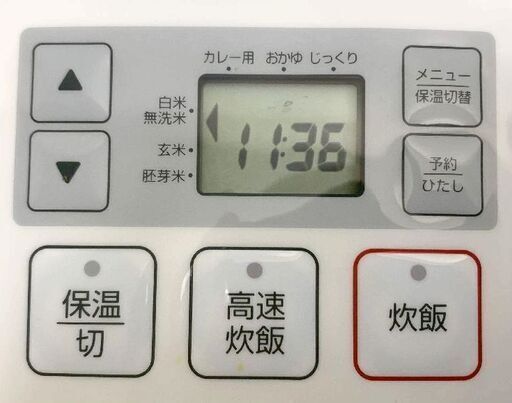 カレー用 おかゆ じっくり
白米
無洗米
玄米
胚芽米
11:36
メニュー
保温切替
予約
ひたし
保温
切
高速
炊飯
炊飯